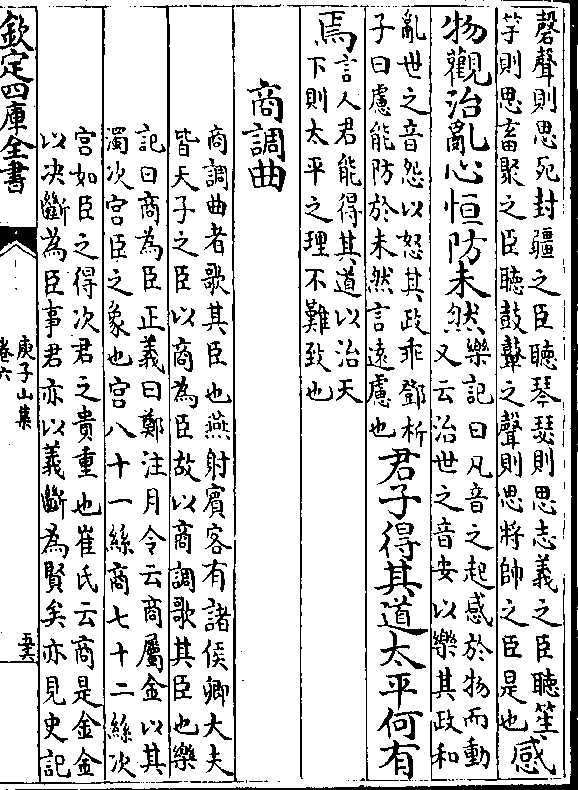 磬聲則思死封疆之臣聽琴瑟則思志義之臣聽笙
竽則思畜聚之臣聽鼓鼙之聲則思將帥之臣是也感
物觀治亂心恒防未然樂記曰凡音之起感於物而動
又云治世之音安以樂其政和
亂世之音怨以怒其政乖鄧析
子曰慮能防於未然言遠慮也君子得其道太平何有
焉言人君能得其道以治天
下則太平之理不難致也
商調曲
商調曲者歌其臣也燕射賓客有諸侯卿大夫
皆天子之臣以商為臣故以商調歌其臣也樂
記曰商為臣正義曰鄭注月令云商屬金以其
濁次宫臣之象也宫八十一絲商七十二絲次
宫如臣之得次君之貴重也崔氏云商是金金
以决斷為臣事君亦以義斷為賢矣亦見史記
欽定四庫全書
庾子山集
卷六